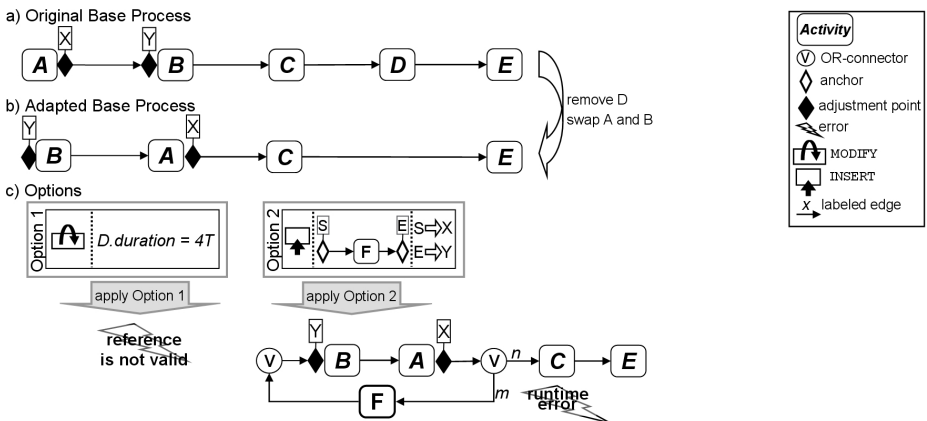 a) Original Base Process
X
Y
A
B
C
D
E
remove D
swap A and B
b) Adapted Base Process
Y
X
B
A
C
E
c) Options
Option 1
D.duration = 4T
Option 2
S
E
F
S⇨X
E⇨Y
apply Option 1
apply Option 2
reference
is not valid
Y
X
V
B
A
V
n
C
E
F
m
runtime
error
Activity
V OR-connector
anchor
adjustment point
error
MODIFY
INSERT
x labeled edge